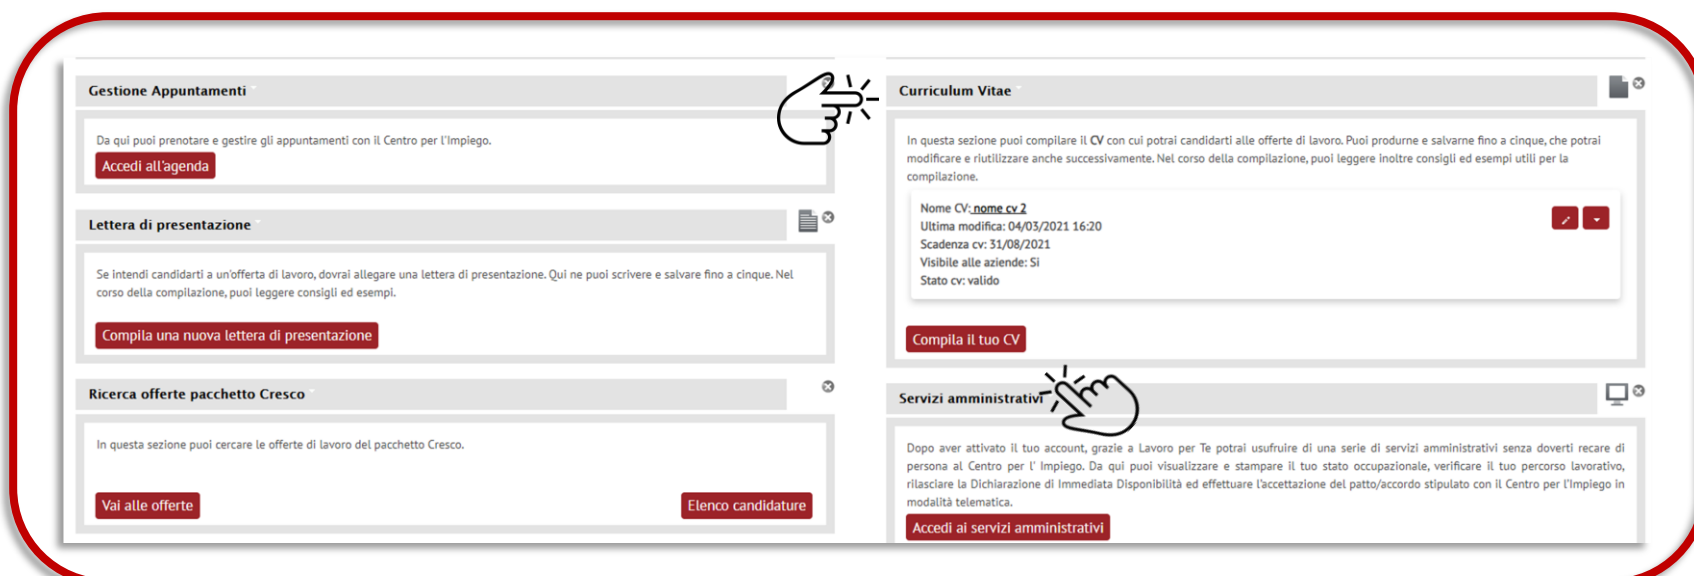 Gestione Appuntamenti
Da qui puoi prenotare e gestire gli appuntamenti con il Centro per l'Impiego.
Accedi all'agenda
Lettera di presentazione
Se intendi candidarti a un'offerta di lavoro, dovrai allegare una lettera di presentazione. Qui ne puoi scrivere e salvare fino a cinque. Nel
corso della compilazione, puoi leggere consigli ed esempi.
Compila una nuova lettera di presentazione
Ricerca offerte pacchetto Cresco
In questa sezione puoi cercare le offerte di lavoro del pacchetto Cresco.
Vai alle offerte
Elenco candidature
Curriculum Vitae
In questa sezione puoi compilare il CV con cui potrai candidarti alle offerte di lavoro. Puoi produrne e salvarne fino a cinque, che potrai
modificare e riutilizzare anche successivamente. Nel corso della compilazione, puoi leggere inoltre consigli ed esempi utili per la
compilazione.
Nome CV: nome cv 2
Ultima modifica: 04/03/2021 16:20
Scadenza cv: 31/08/2021
Visibile alle aziende: Si
Stato cv: valido
Compila il tuo CV
Servizi amministrativi
Dopo aver attivato il tuo account, grazie a Lavoro per Te potrai usufruire di una serie di servizi amministrativi senza doverti recare di
persona al Centro per l' Impiego. Da qui puoi visualizzare e stampare il tuo stato occupazionale, verificare il tuo percorso lavorativo,
rilasciare la Dichiarazione di Immediata Disponibilità ed effettuare l'accettazione del patto/accordo stipulato con il Centro per l'Impiego in
modalità telematica.
Accedi ai servizi amministrativi